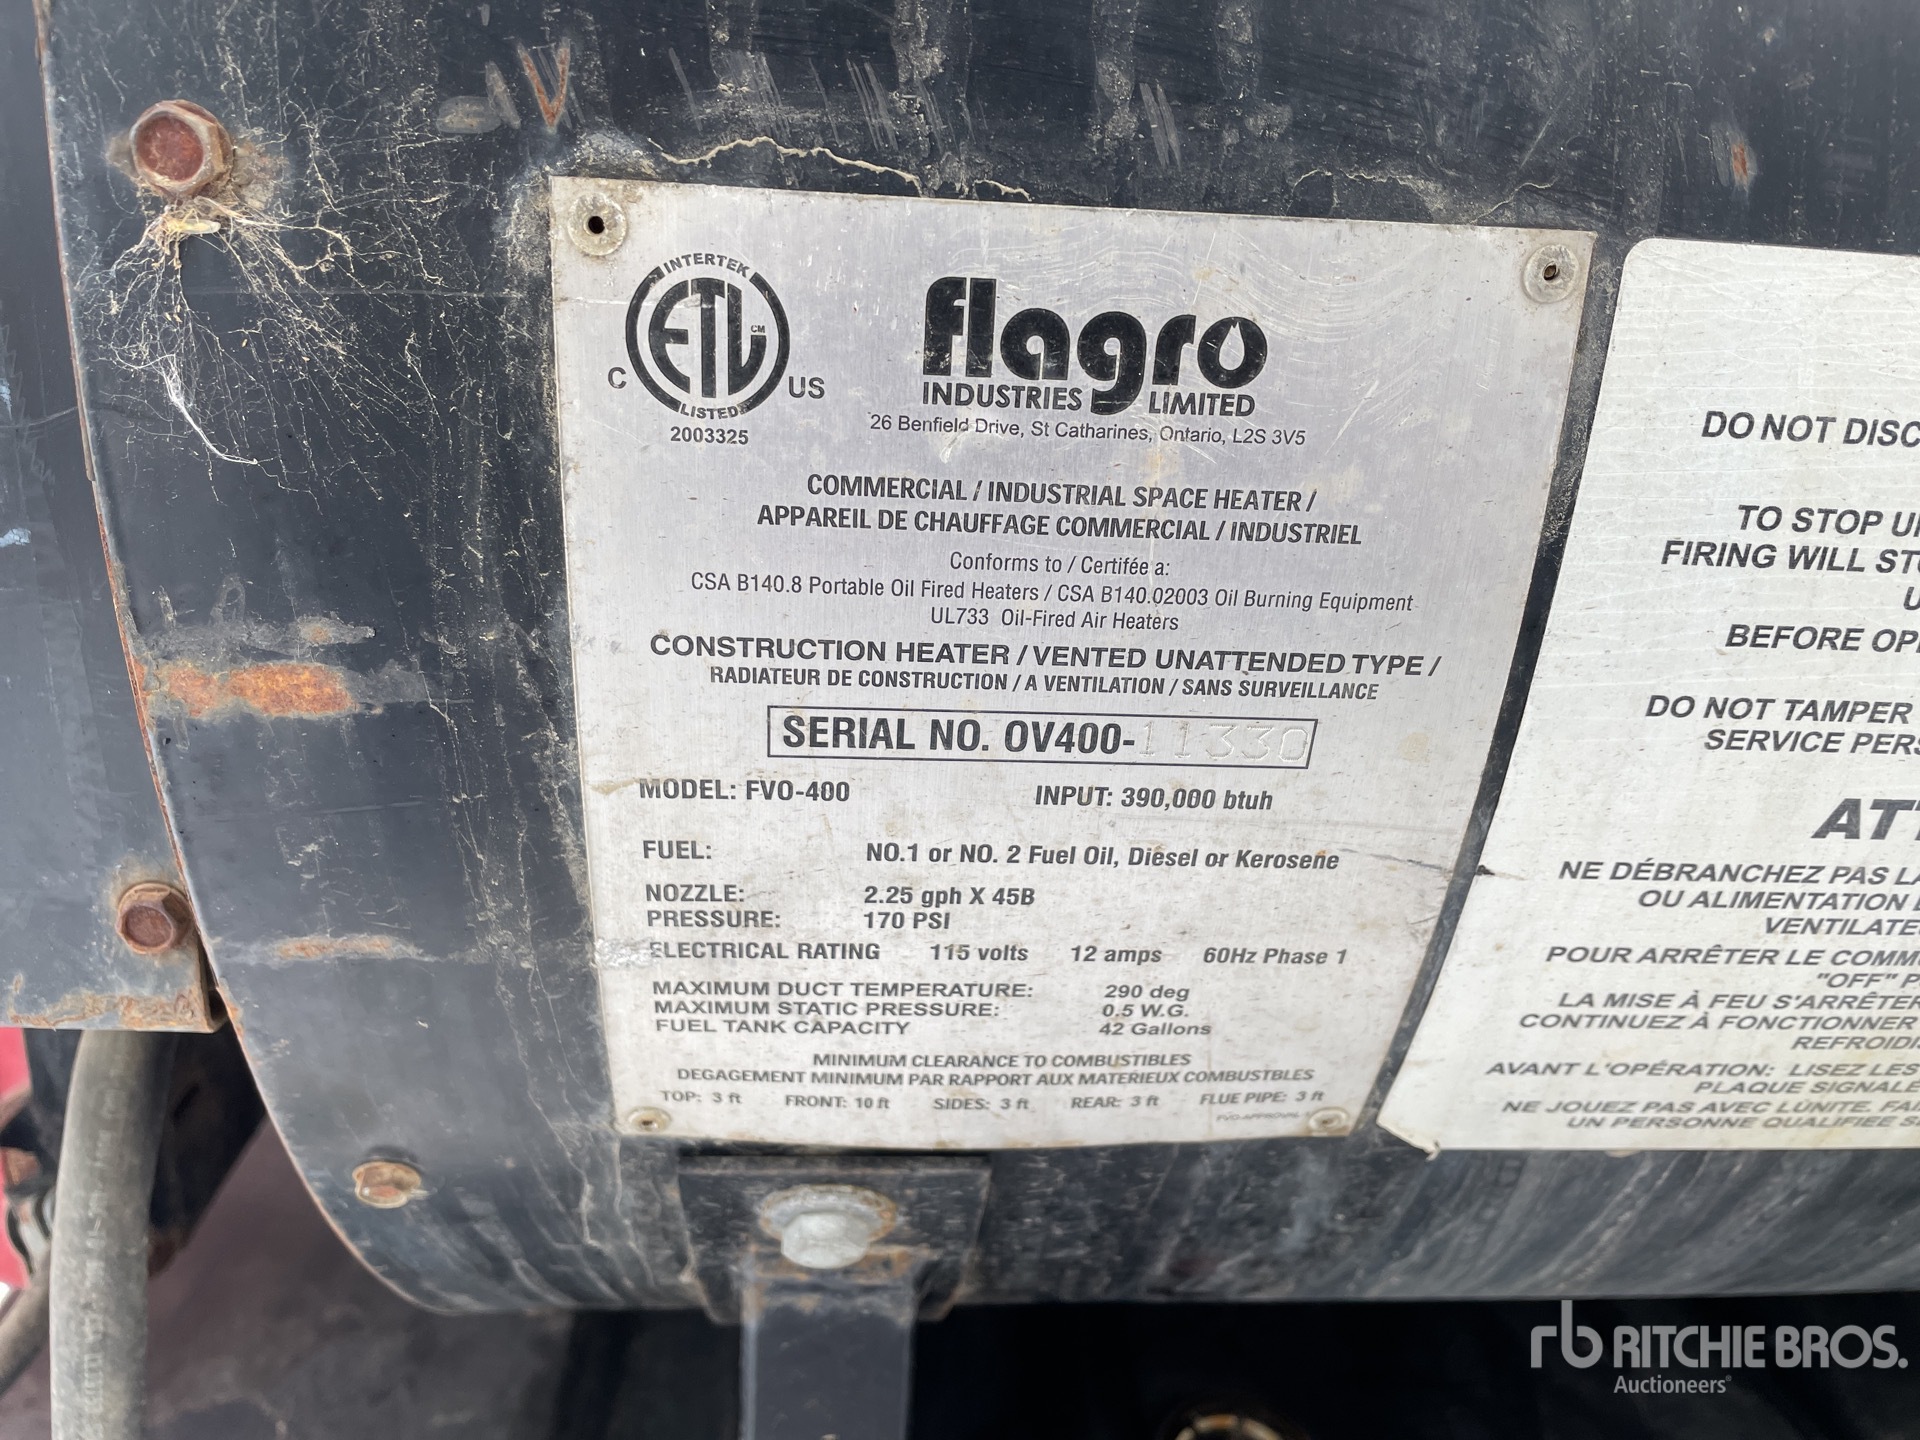 INTERTEK
ETL CM
C US
LISTED
2003325
flagro
INDUSTRIES LIMITED
26 Benfield Drive, St Catharines, Ontario, L2S 3V5
COMMERCIAL / INDUSTRIAL SPACE HEATER /
APPAREIL DE CHAUFFAGE COMMERCIAL / INDUSTRIEL
Conforms to / Certifée a:
CSA B140.8 Portable Oil Fired Heaters / CSA B140.02003 Oil Burning Equipment
UL733 Oil-Fired Air Heaters
CONSTRUCTION HEATER / VENTED UNATTENDED TYPE /
RADIATEUR DE CONSTRUCTION / A VENTILATION / SANS SURVEILLANCE
SERIAL NO. OV400-11330
MODEL: FVO-400 INPUT: 390,000 btuh
FUEL: NO.1 or NO. 2 Fuel Oil, Diesel or Kerosene
NOZZLE: 2.25 gph X 45B
PRESSURE: 170 PSI
ELECTRICAL RATING 115 volts 12 amps 60Hz Phase 1
MAXIMUM DUCT TEMPERATURE: 290 deg
MAXIMUM STATIC PRESSURE: 0.5 W.G.
FUEL TANK CAPACITY 42 Gallons
MINIMUM CLEARANCE TO COMBUSTIBLES
DEGAGEMENT MINIMUM PAR RAPPORT AUX MATERIEUX COMBUSTBLES
TOP: 3 ft FRONT: 10 ft SIDES: 3 ft REAR: 3 ft FLUE PIPE: 3 ft
DO NOT DISC
TO STOP U
FIRING WILL ST
U
BEFORE OP
DO NOT TAMPER
SERVICE PERS
ATT
NE DÉBRANCHEZ PAS LA
OU ALIMENTATION
VENTILATE
POUR ARRÊTER LE COMM
"OFF" P
LA MISE À FEU S'ARRÊTER
CONTINUEZ À FONCTIONNER
REFROIDIS
AVANT L'OPÉRATION: LISEZ LES
PLAQUE SIGNALE
NE JOUEZ PAS AVEC LÙNITE. FAI
UN PERSONNE QUALIFIEE S
rb RITCHIE BROS.
Auctioneers